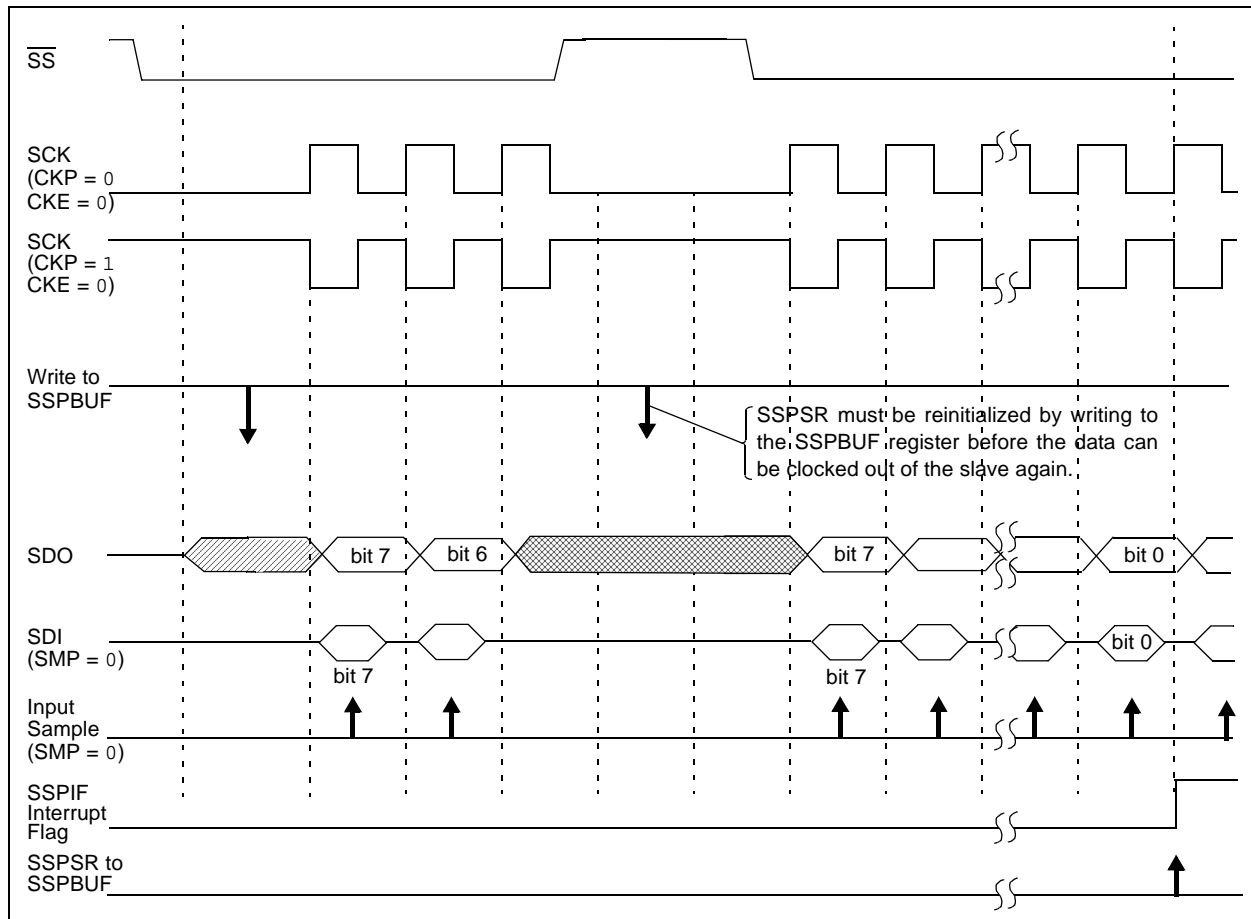 SS
SCK
(CKP = 0
CKE = 0)
SCK
(CKP = 1
CKE = 0)
Write to
SSPBUF
SSPSR must be reinitialized by writing to
the SSPBUF register before the data can
be clocked out of the slave again.
SDO
bit 7
bit 6
bit 7
bit 0
SDI
(SMP = 0)
bit 7
bit 7
bit 0
Input
Sample
(SMP = 0)
SSPIF
Interrupt
Flag
SSPSR to
SSPBUF